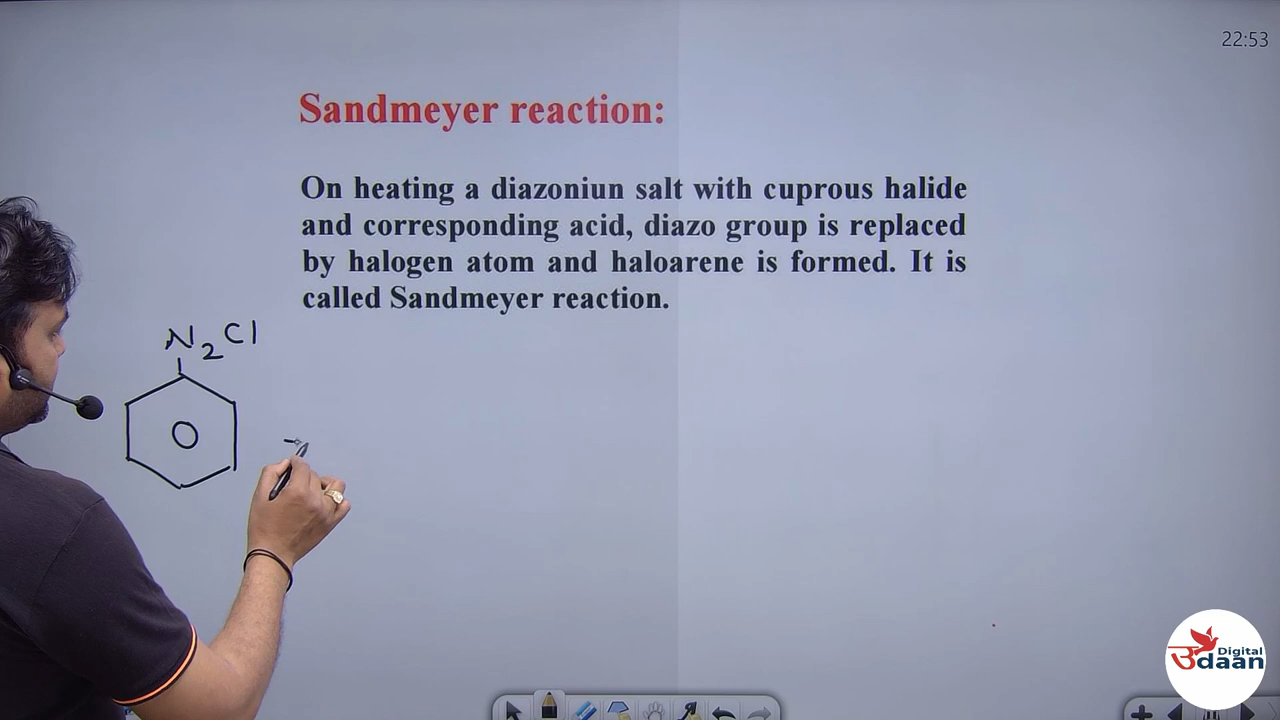 22:53
Sandmeyer reaction:
On heating a diazoniun salt with cuprous halide
and corresponding acid, diazo group is replaced
by halogen atom and haloarene is formed. It is
called Sandmeyer reaction.
N2Cl
Digital
उdaan